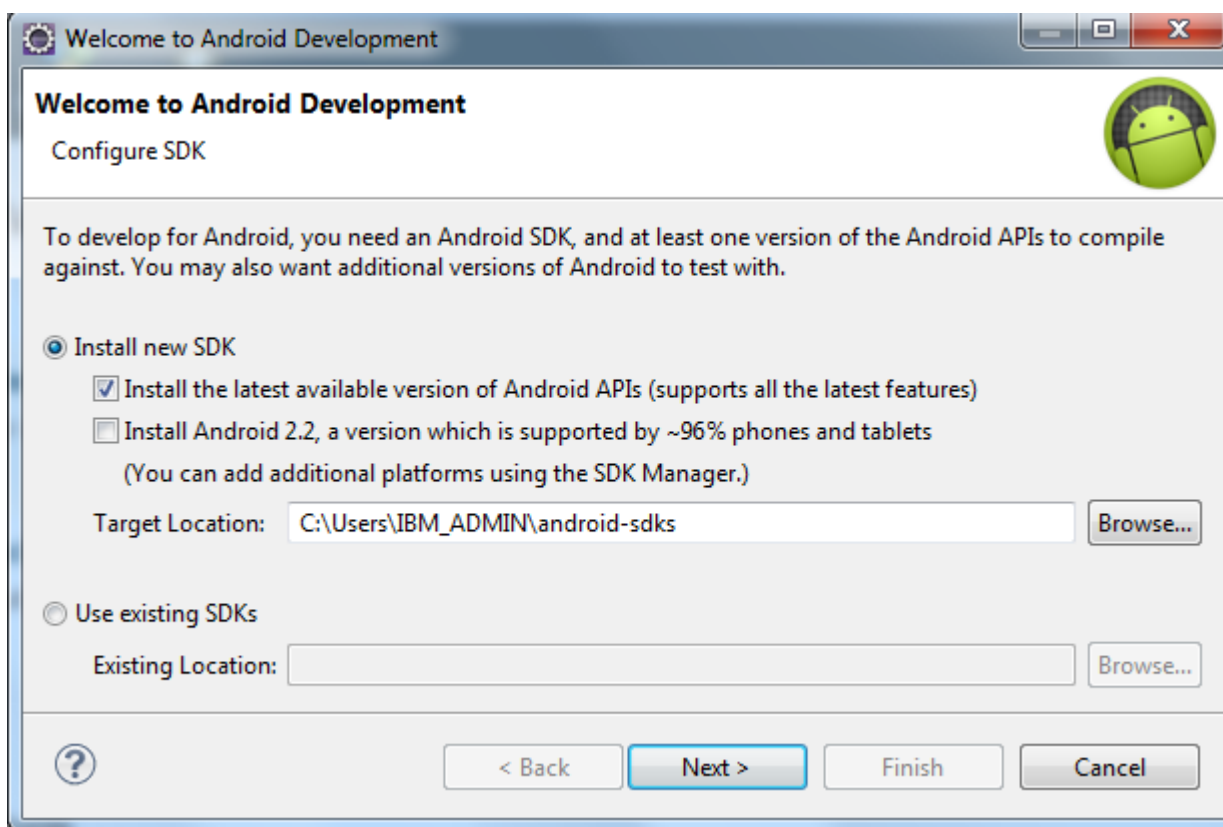 Welcome to Android Development
Welcome to Android Development
Configure SDK
To develop for Android, you need an Android SDK, and at least one version of the Android APIs to compile
against. You may also want additional versions of Android to test with.
Install new SDK
Install the latest available version of Android APIs (supports all the latest features)
Install Android 2.2, a version which is supported by ~96% phones and tablets
(You can add additional platforms using the SDK Manager.)
Target Location: C:\Users\IBM_ADMIN\android-sdks Browse...
Use existing SDKs
Existing Location: Browse...
? < Back Next > Finish Cancel